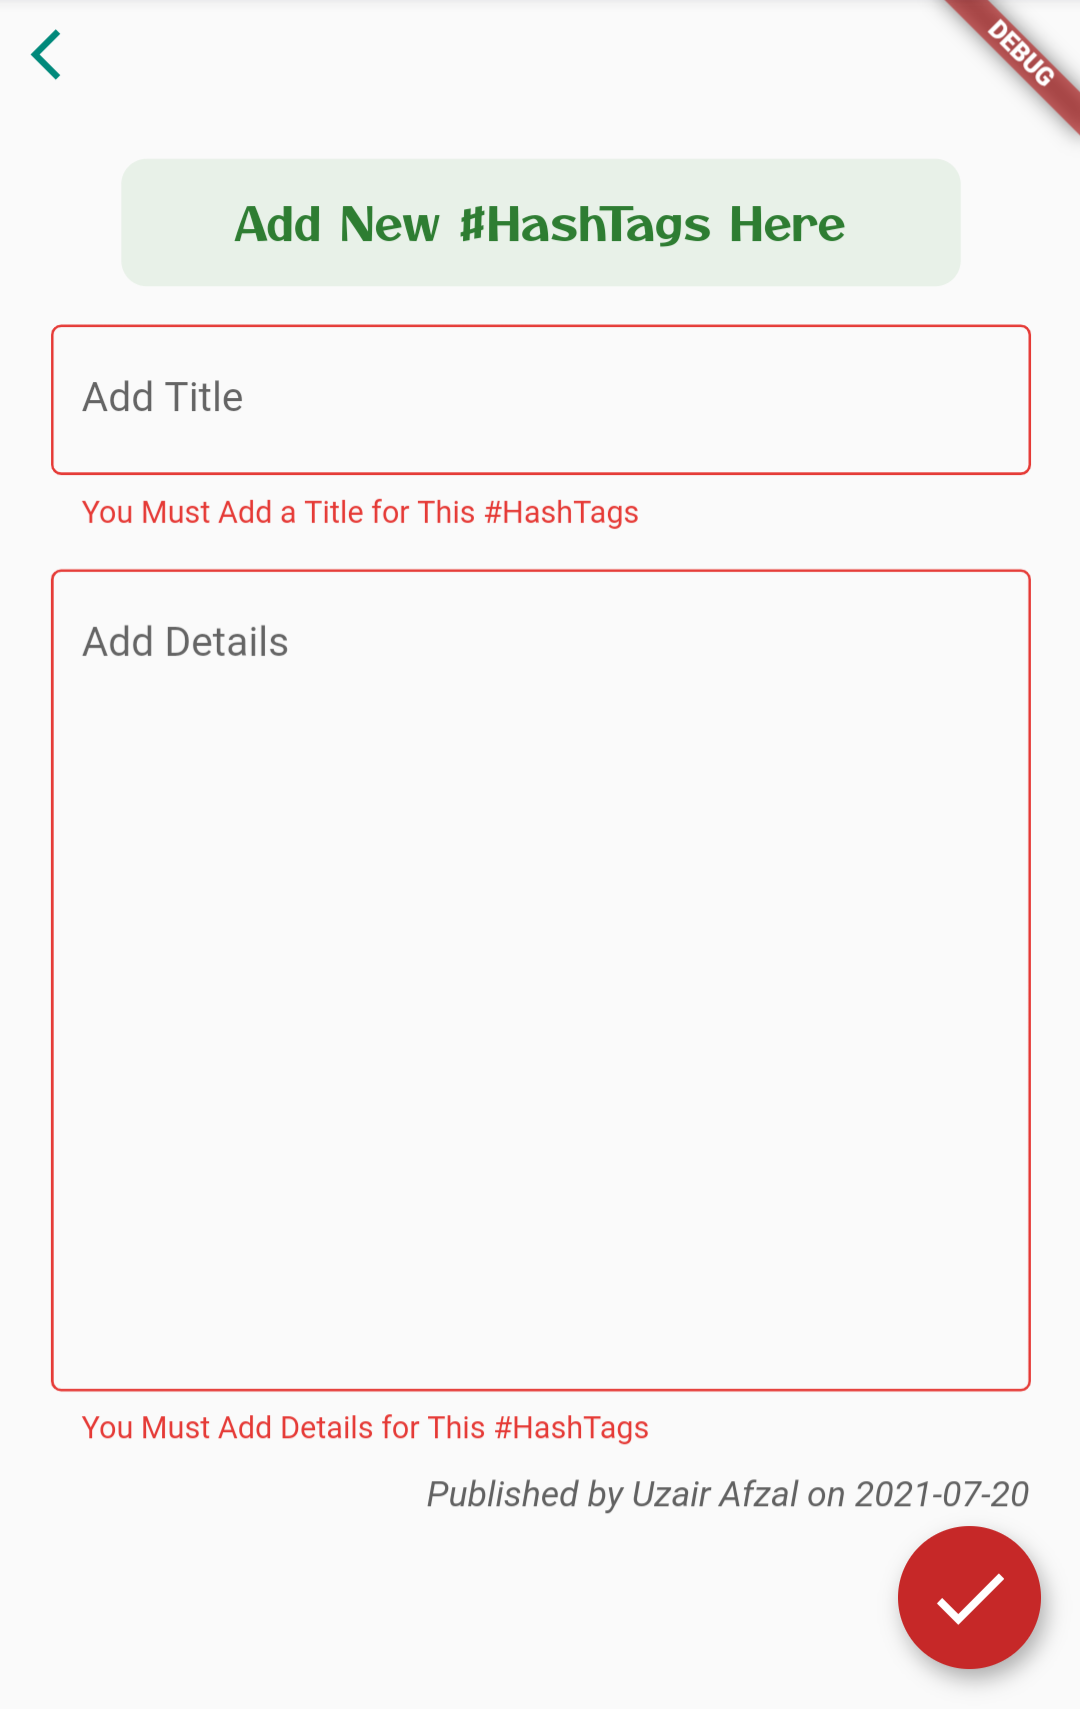 DEBUG
Add New #HashTags Here
Add Title
You Must Add a Title for This #HashTags
Add Details
You Must Add Details for This #HashTags
Published by Uzair Afzal on 2021-07-20